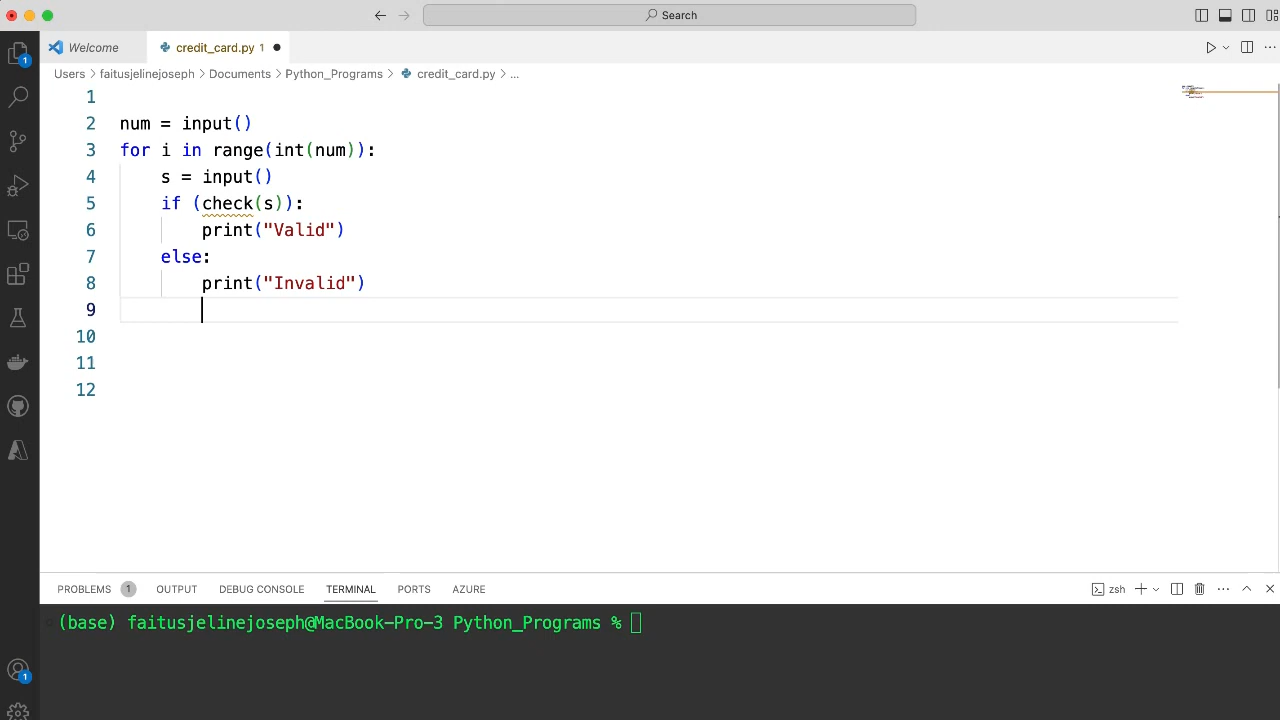 Search
Welcome
credit_card.py 1
Users > faitusjelinejoseph > Documents > Python_Programs > credit_card.py > ...
1
2 num = input()
3 for i in range(int(num)):
4 s = input()
5 if (check(s)):
6 print("Valid")
7 else:
8 print("Invalid")
9
10
11
12
1
1
PROBLEMS 1 OUTPUT DEBUG CONSOLE TERMINAL PORTS AZURE zsh
(base) faitusjelinejoseph@MacBook-Pro-3 Python_Programs %